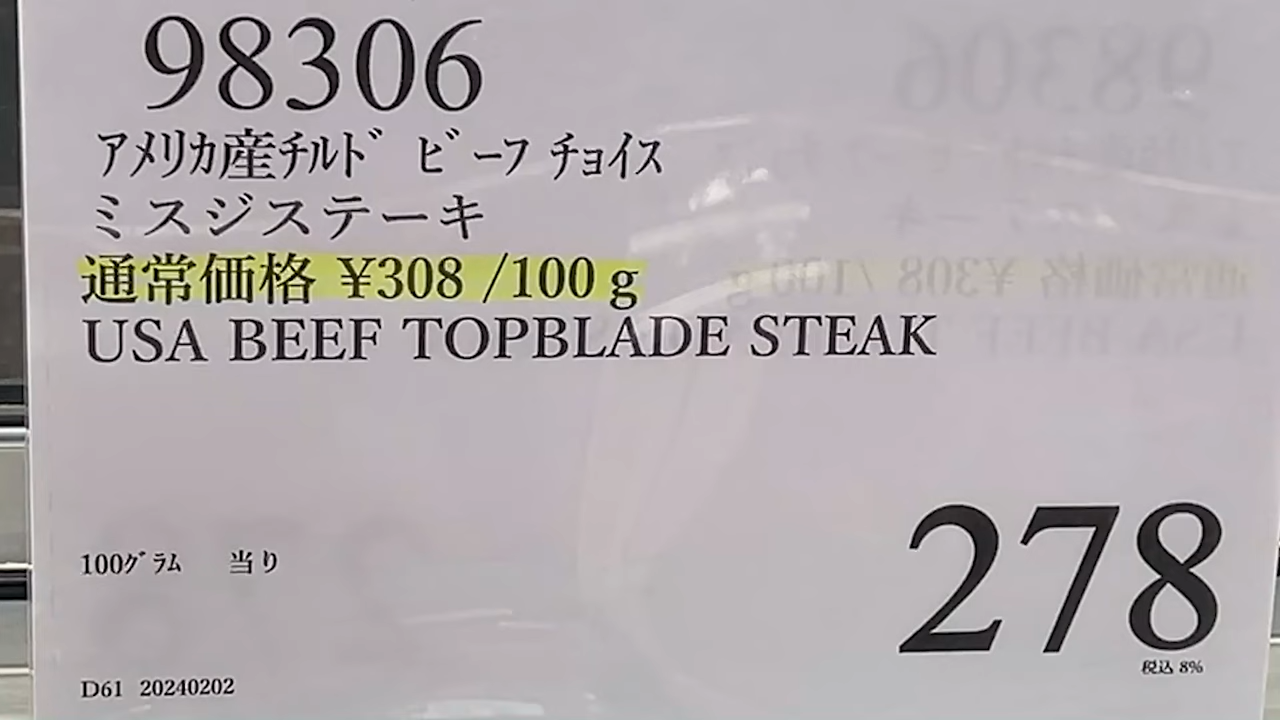 98306
ｱﾒﾘｶ産ﾁﾙﾄﾞ ﾋﾞｰﾌ ﾁｮｲｽ
ミスジステーキ
通常価格 ¥308 /100 g
USA BEEF TOPBLADE STEAK
278
100ｸﾞﾗﾑ 当り
税込 8%
D61 20240202